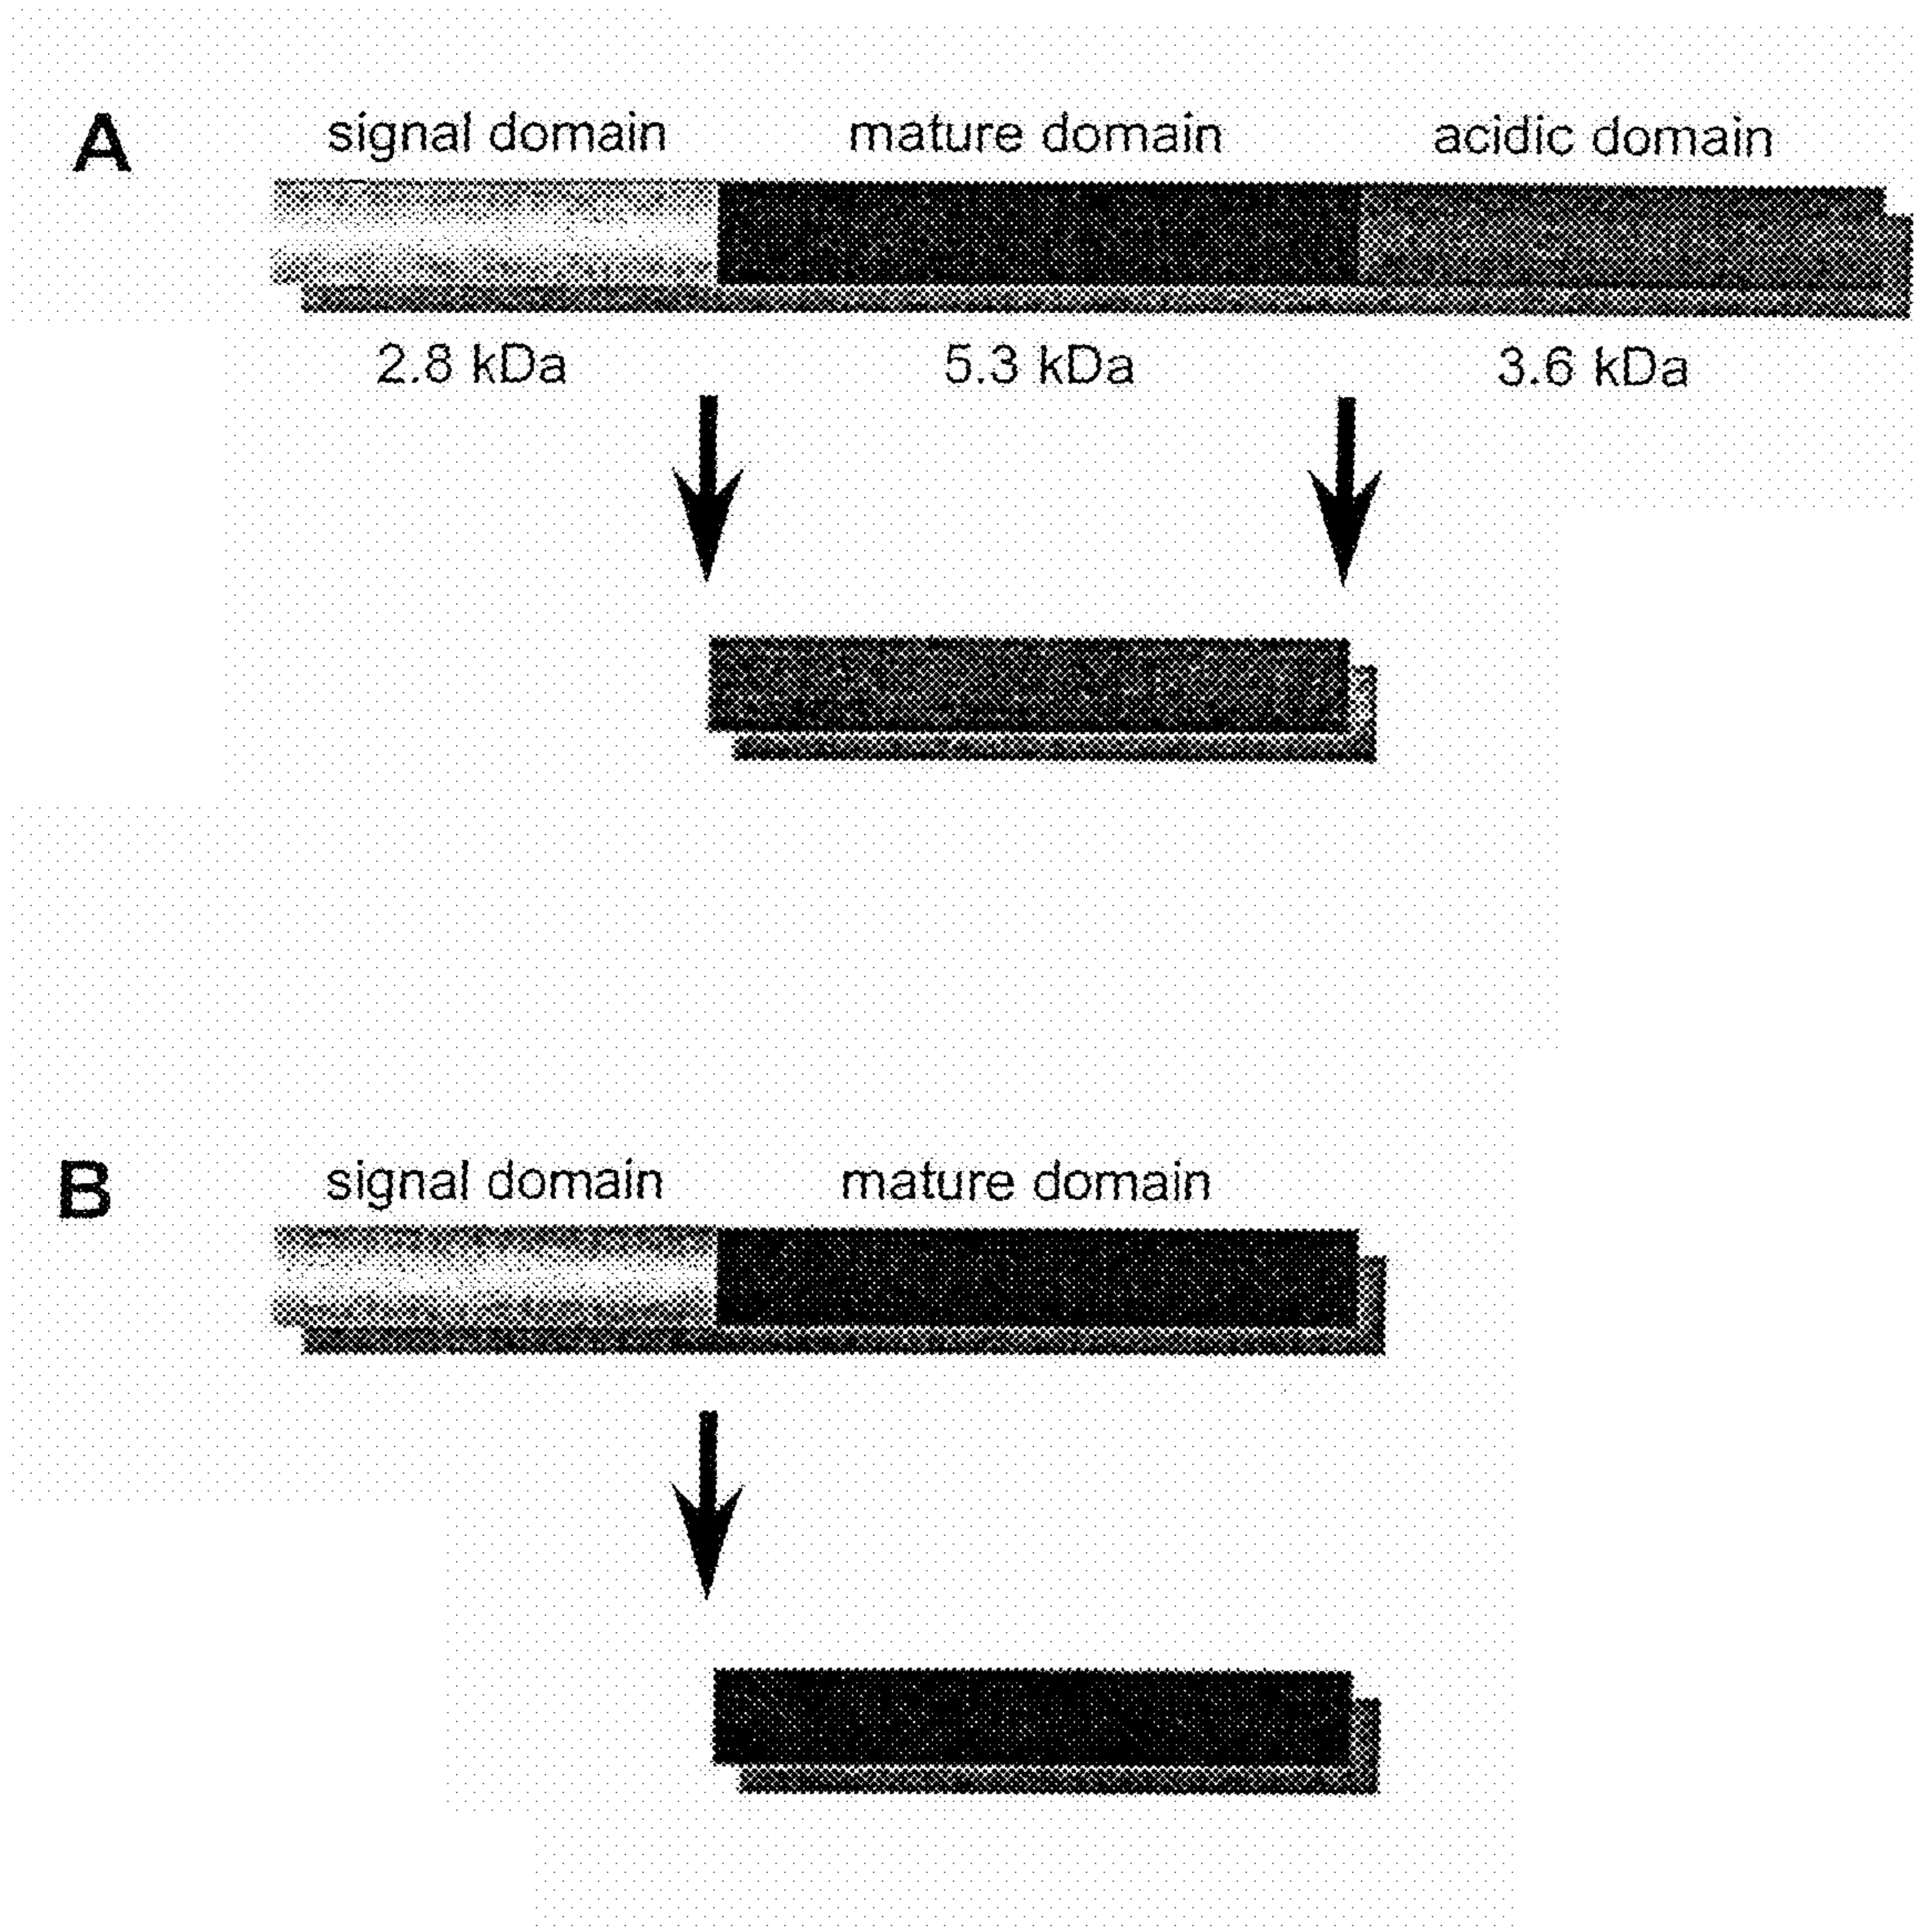 A
signal domain mature domain acidic domain
2.8 kDa 5.3 kDa 3.6 kDa
B
signal domain mature domain